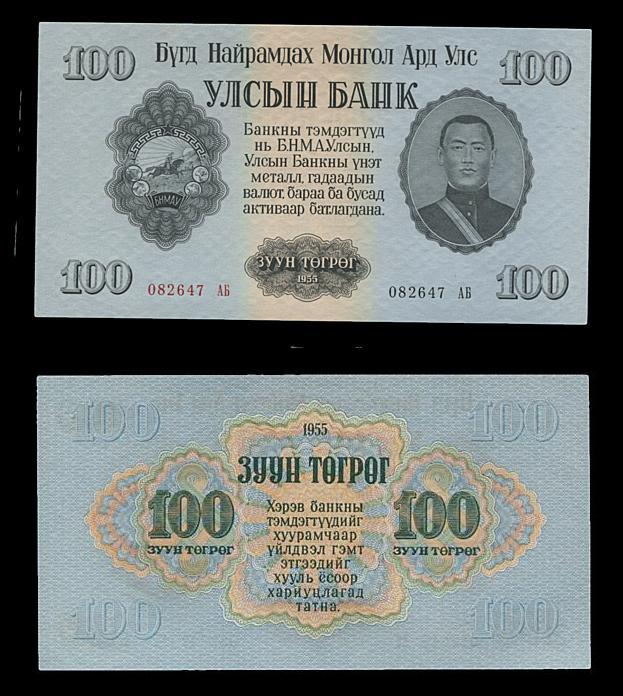 100
100
Бүгд Найрамдах Монгол Ард Улс
УЛСЫН БАНК
Банкны тэмдэгтүүд
нь Б.Н.М.А.Улсын,
Улсын Банкны үнэт
металл, гадаадын
валют, бараа ба бусад
активаар батлагдана.
БНМАУ
ЗУУН ТӨГРӨГ
1955
100
082647 АБ
082647 АБ
100
100
100
1955
ЗУУН ТӨГРӨГ
100
ЗУУН ТӨГРӨГ
100
ЗУУН ТӨГРӨГ
Хэрэв банкны
тэмдэгтүүдийг
хуурамчаар
үйлдвэл гэмт
этгээдийг
хууль ёсоор
хариуцлагад
татна.
100
100